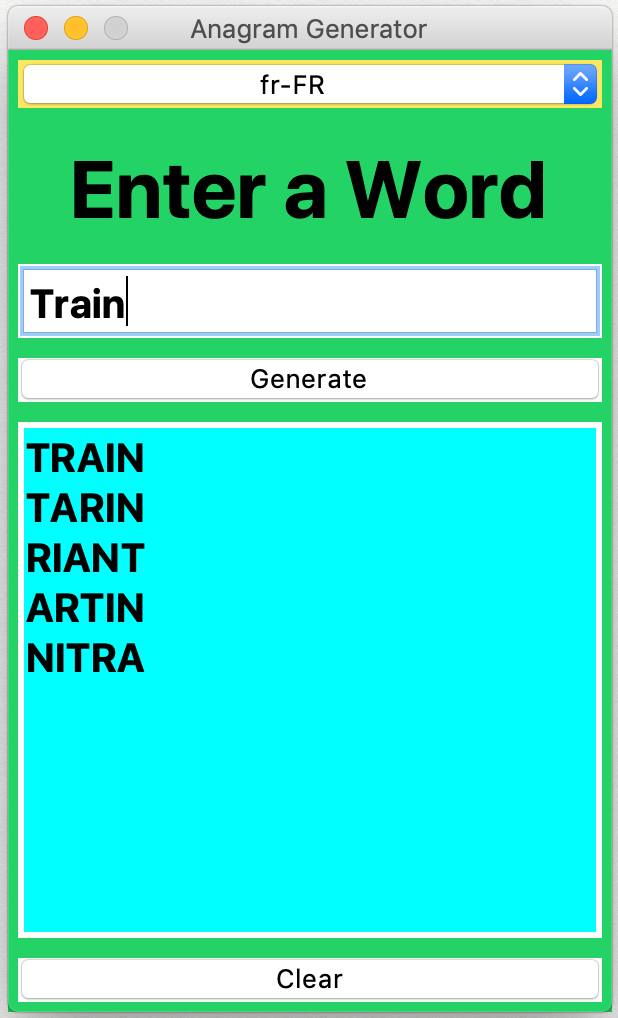 Anagram Generator
fr-FR
Enter a Word
Train
Generate
TRAIN
TARIN
RIANT
ARTIN
NITRA
Clear